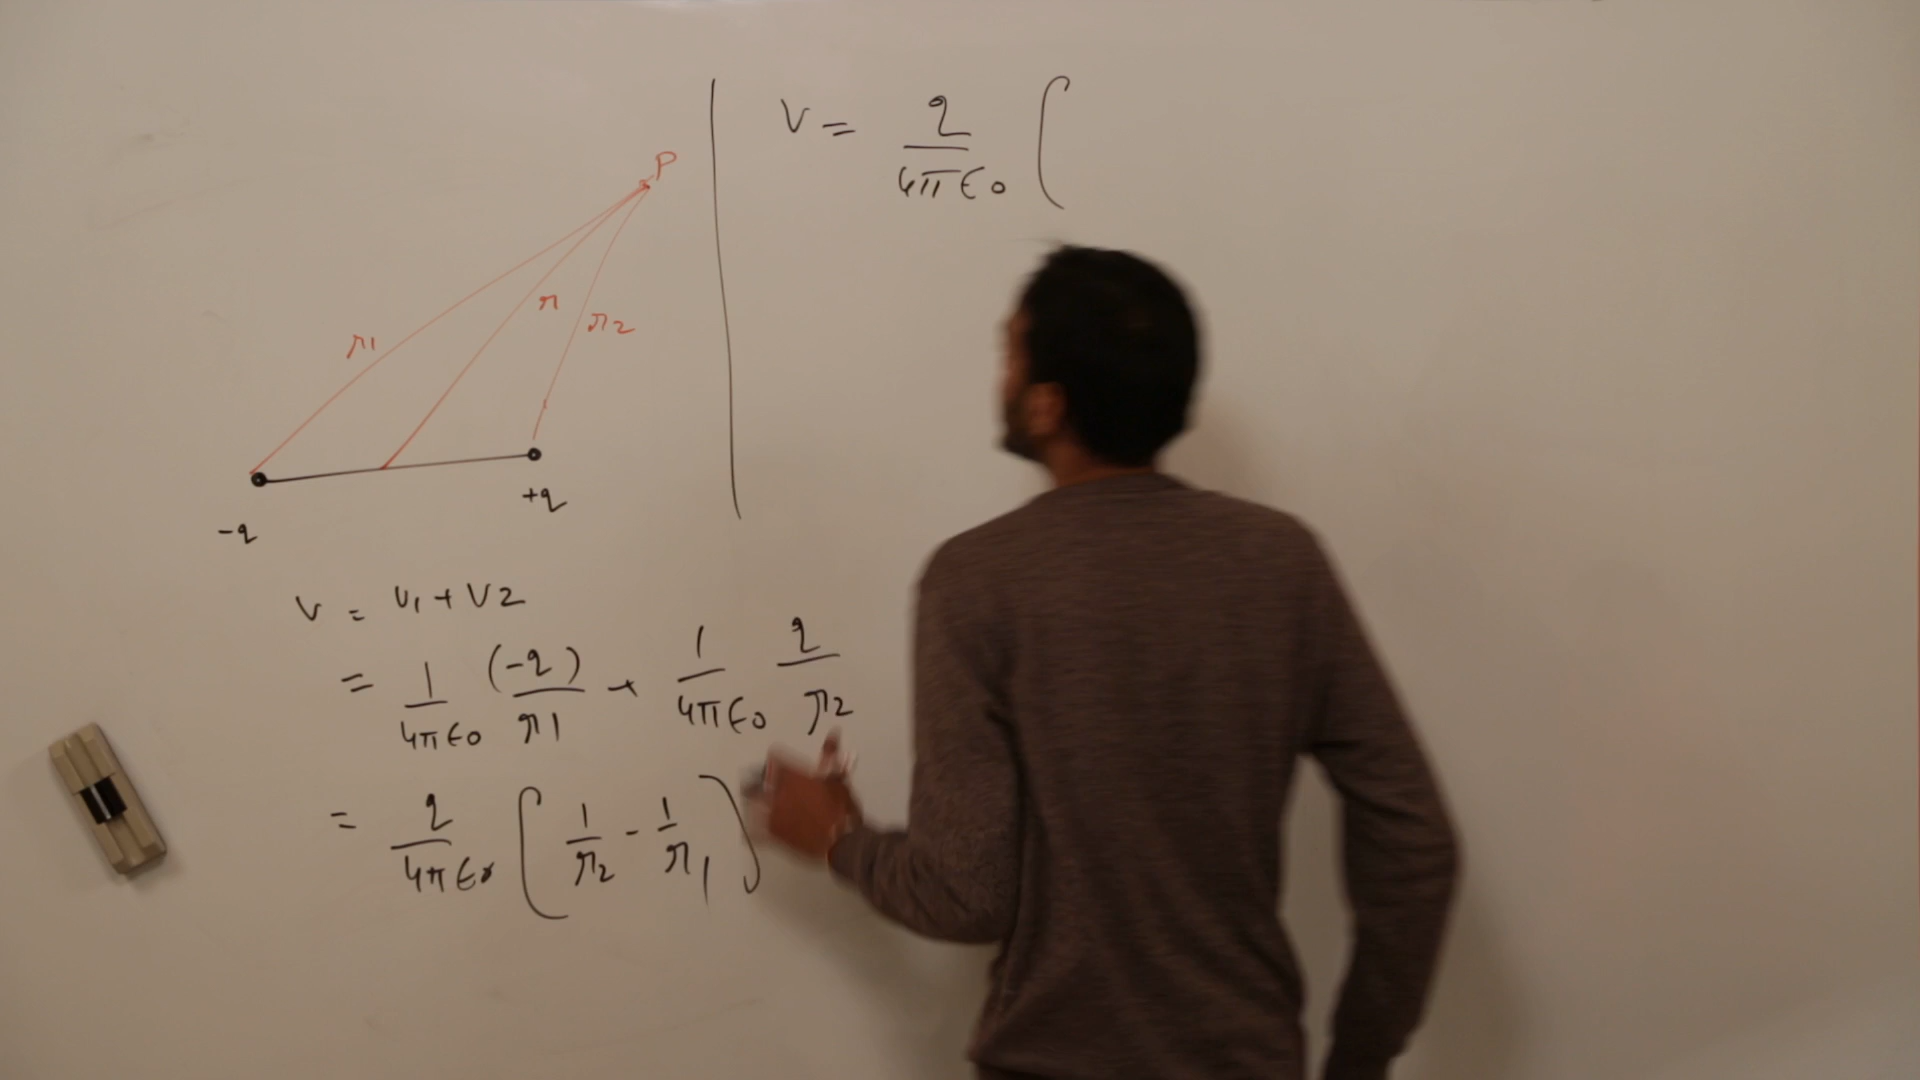 P
r
r2
r1
+q
-q
V = V1 + V2
= 1/4πϵ0 (-q)/r1 + 1/4πϵ0 q/r2
= q/4πϵ0 ( 1/r2 - 1/r1 )
V = q/4πϵ0 (